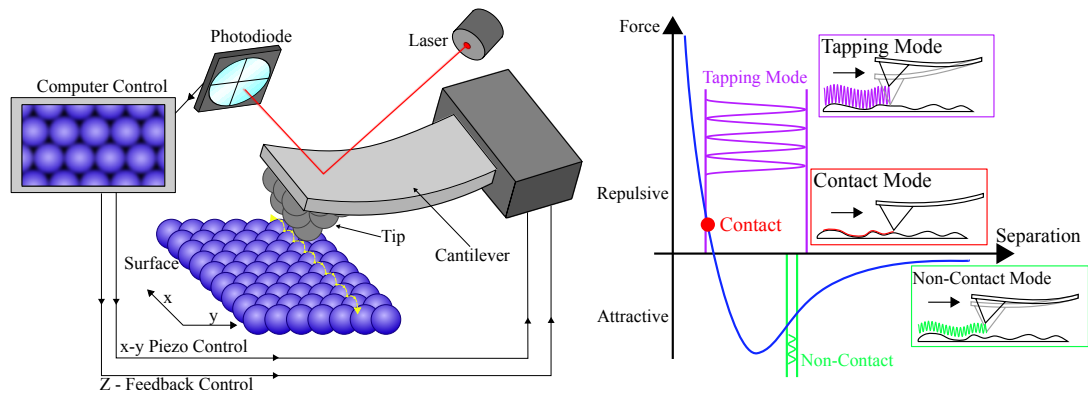 Photodiode
Laser
Computer Control
Tip
Cantilever
Surface
x
y
x-y Piezo Control
Z - Feedback Control
Force
Tapping Mode
Tapping Mode
Repulsive
Contact
Contact Mode
Separation
Attractive
Non-Contact Mode
Non-Contact